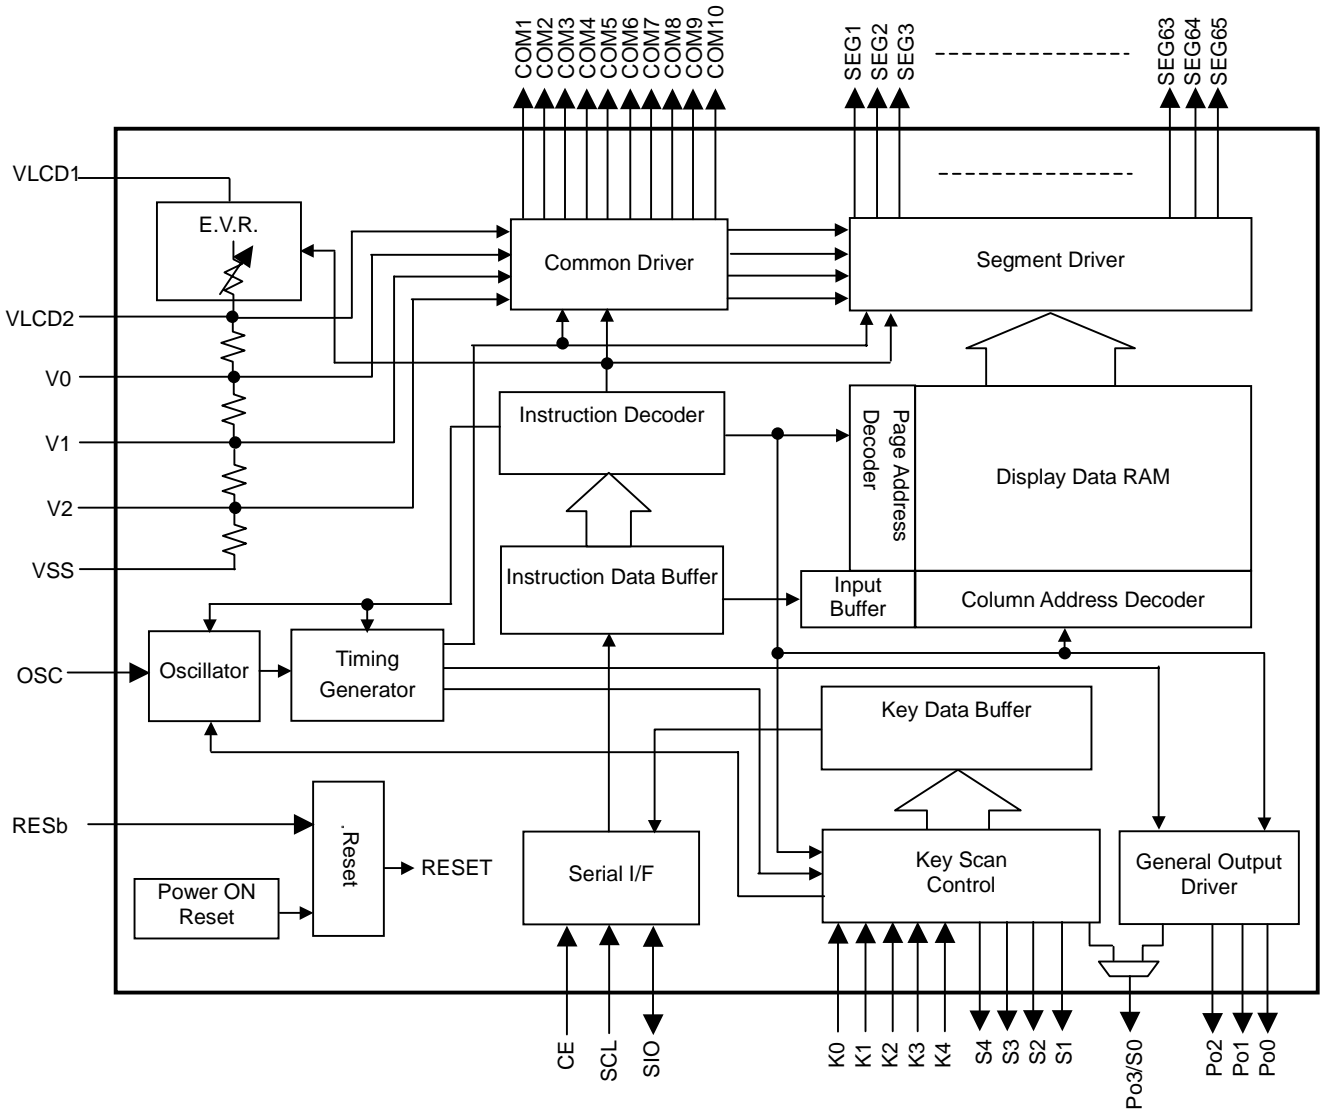 COM1
COM2
COM3
COM4
COM5
COM6
COM7
COM8
COM9
COM10
SEG1
SEG2
SEG3
SEG63
SEG64
SEG65
VLCD1
E.V.R.
Common Driver
Segment Driver
VLCD2
V0
V1
V2
VSS
Instruction Decoder
Page Address
Decoder
Display Data RAM
Instruction Data Buffer
Input
Buffer
Column Address Decoder
OSC
Oscillator
Timing
Generator
Key Data Buffer
RESb
.Reset
RESET
Power ON
Reset
Serial I/F
Key Scan
Control
General Output
Driver
CE
SCL
SIO
K0
K1
K2
K3
K4
S4
S3
S2
S1
Po3/S0
Po2
Po1
Po0